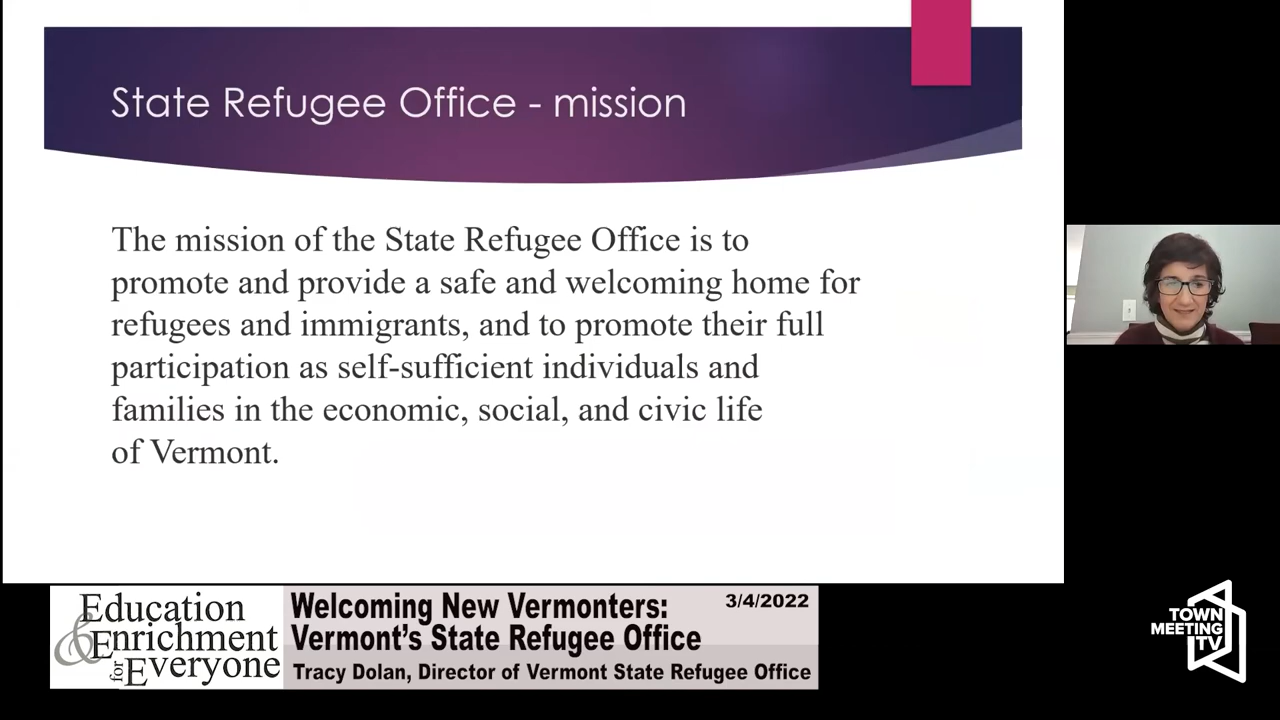 State Refugee Office - mission
The mission of the State Refugee Office is to
promote and provide a safe and welcoming home for
refugees and immigrants, and to promote their full
participation as self-sufficient individuals and
families in the economic, social, and civic life
of Vermont.
Education
& Enrichment
for Everyone
Welcoming New Vermonters:
3/4/2022
Vermont's State Refugee Office
Tracy Dolan, Director of Vermont State Refugee Office
TOWN
MEETING
TV